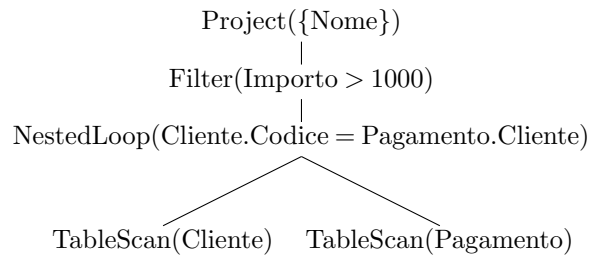 Project({Nome})
Filter(Importo > 1000)
NestedLoop(Cliente.Codice = Pagamento.Cliente)
TableScan(Cliente) TableScan(Pagamento)